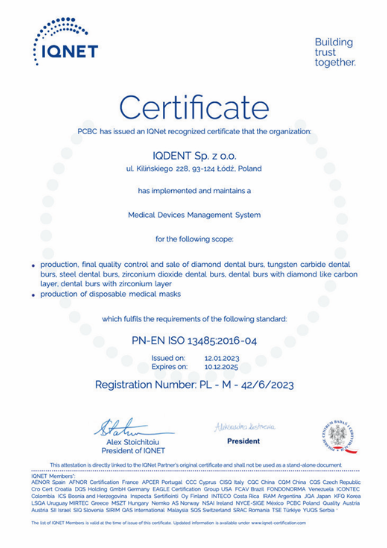 IQNET
Building
trust
together.
Certificate
PCBC has issued an IQNet recognized certificate that the organization:
IQDENT Sp. z o.o.
ul. Kilińskiego 228, 93-124 Łódź, Poland
has implemented and maintains a
Medical Devices Management System
for the following scope:
• production, final quality control and sale of diamond dental burs, tungsten carbide dental
burs, steel dental burs, zirconium dioxide dental burs, dental burs with diamond like carbon
layer, dental burs with zirconium layer
• production of disposable medical masks
which fulfils the requirements of the following standard:
PN-EN ISO 13485:2016-04
Issued on: 12.01.2023
Expires on: 10.12.2025
Registration Number: PL - M - 42/6/2023
Alex Stoichitoiu
President of IQNET
President
This attestation is directly linked to the IQNet Partner's original certificate and shall not be used as a stand-alone document
IQNET Members*:
AENOR Spain AFNOR Certification France APCER Portugal CCC Cyprus CISQ Italy CQC China CQM China CQS Czech Republic
Cro Cert Croatia DQS Holding GmbH Germany EAGLE Certification Group USA FCAV Brazil FONDONORMA Venezuela ICONTEC
Colombia ICS Bosnia and Herzegovina Inspecta Sertifiointi Oy Finland INTECO Costa Rica IRAM Argentina JQA Japan KFQ Korea
LSQA Uruguay MIRTEC Greece MSZT Hungary Nemko AS Norway NSAI Ireland NYCE-SIGE México PCBC Poland Quality Austria
Austria SII Israel SIQ Slovenia SIRIM QAS International Malaysia SQS Switzerland SRAC Romania TSE Türkiye YUQS Serbia
The list of IQNET Members is valid at the time of issue of this certificate. Updated information is available under www.iqnet-certification.com